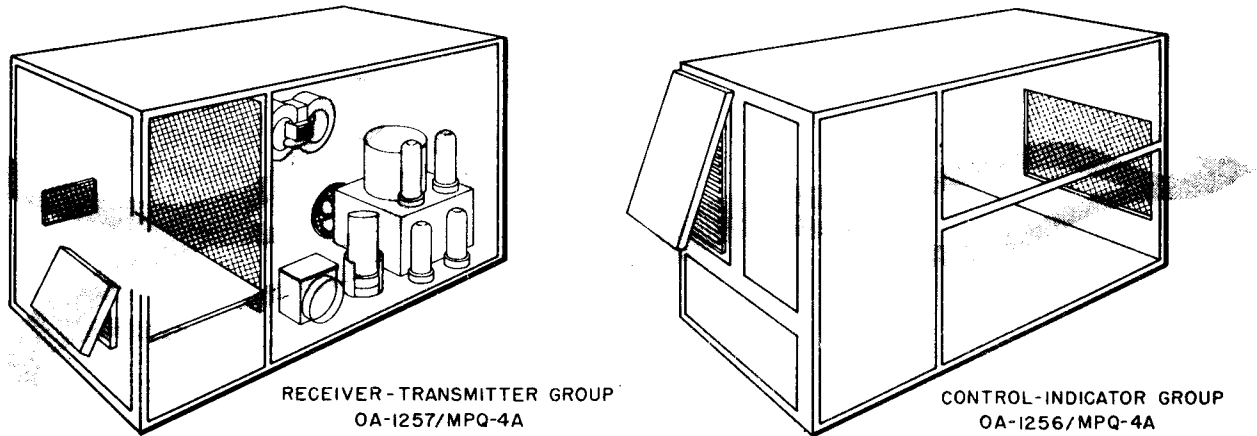 RECEIVER-TRANSMITTER GROUP
OA-1257/MPQ-4A
CONTROL-INDICATOR GROUP
OA-1256/MPQ-4A